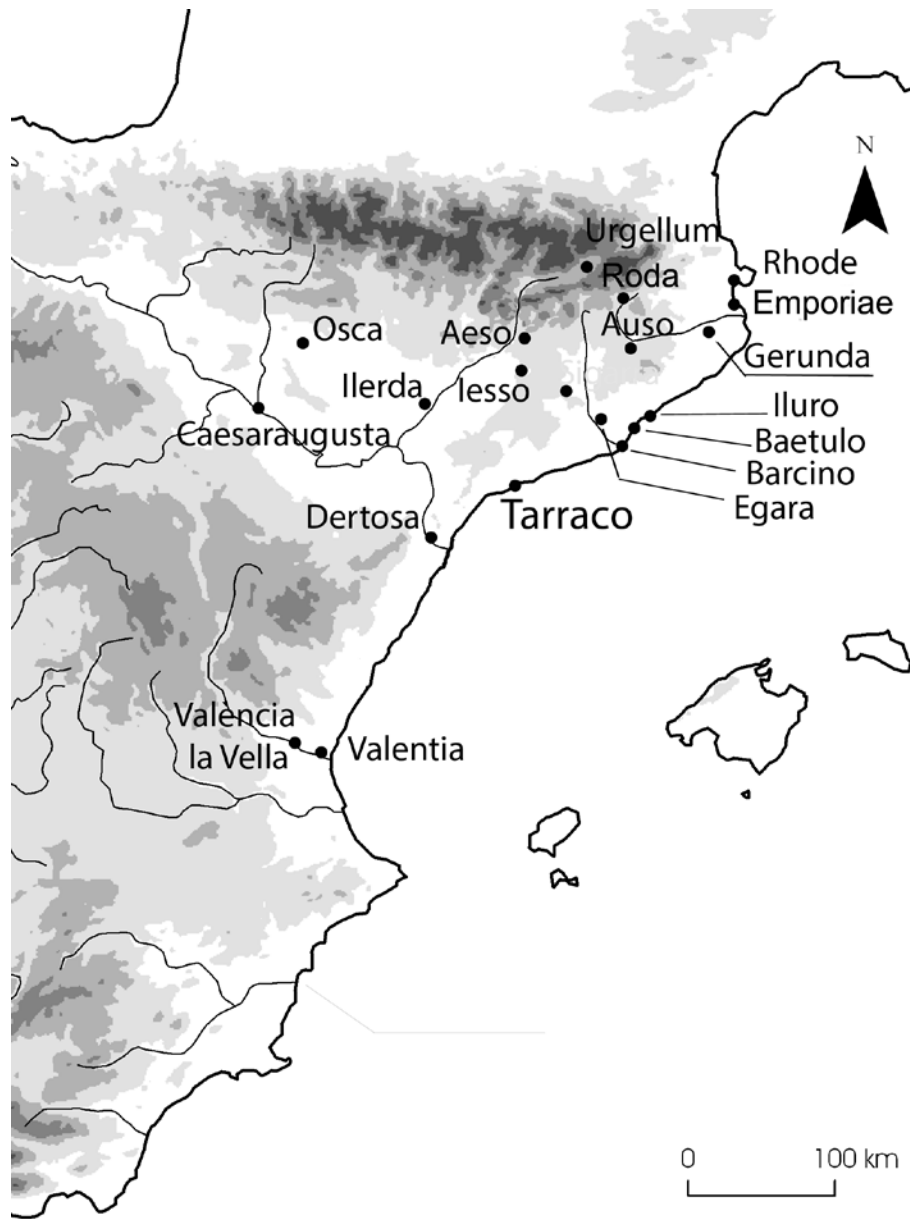 N
Urgellum
Roda
Rhode
Emporiae
Osca
Aeso
Auso
Gerunda
Ilerda
Iesso
Iluro
Caesaraugusta
Baetulo
Barcino
Egara
Dertosa
Tarraco
València
la Vella
Valentia
0 100 km